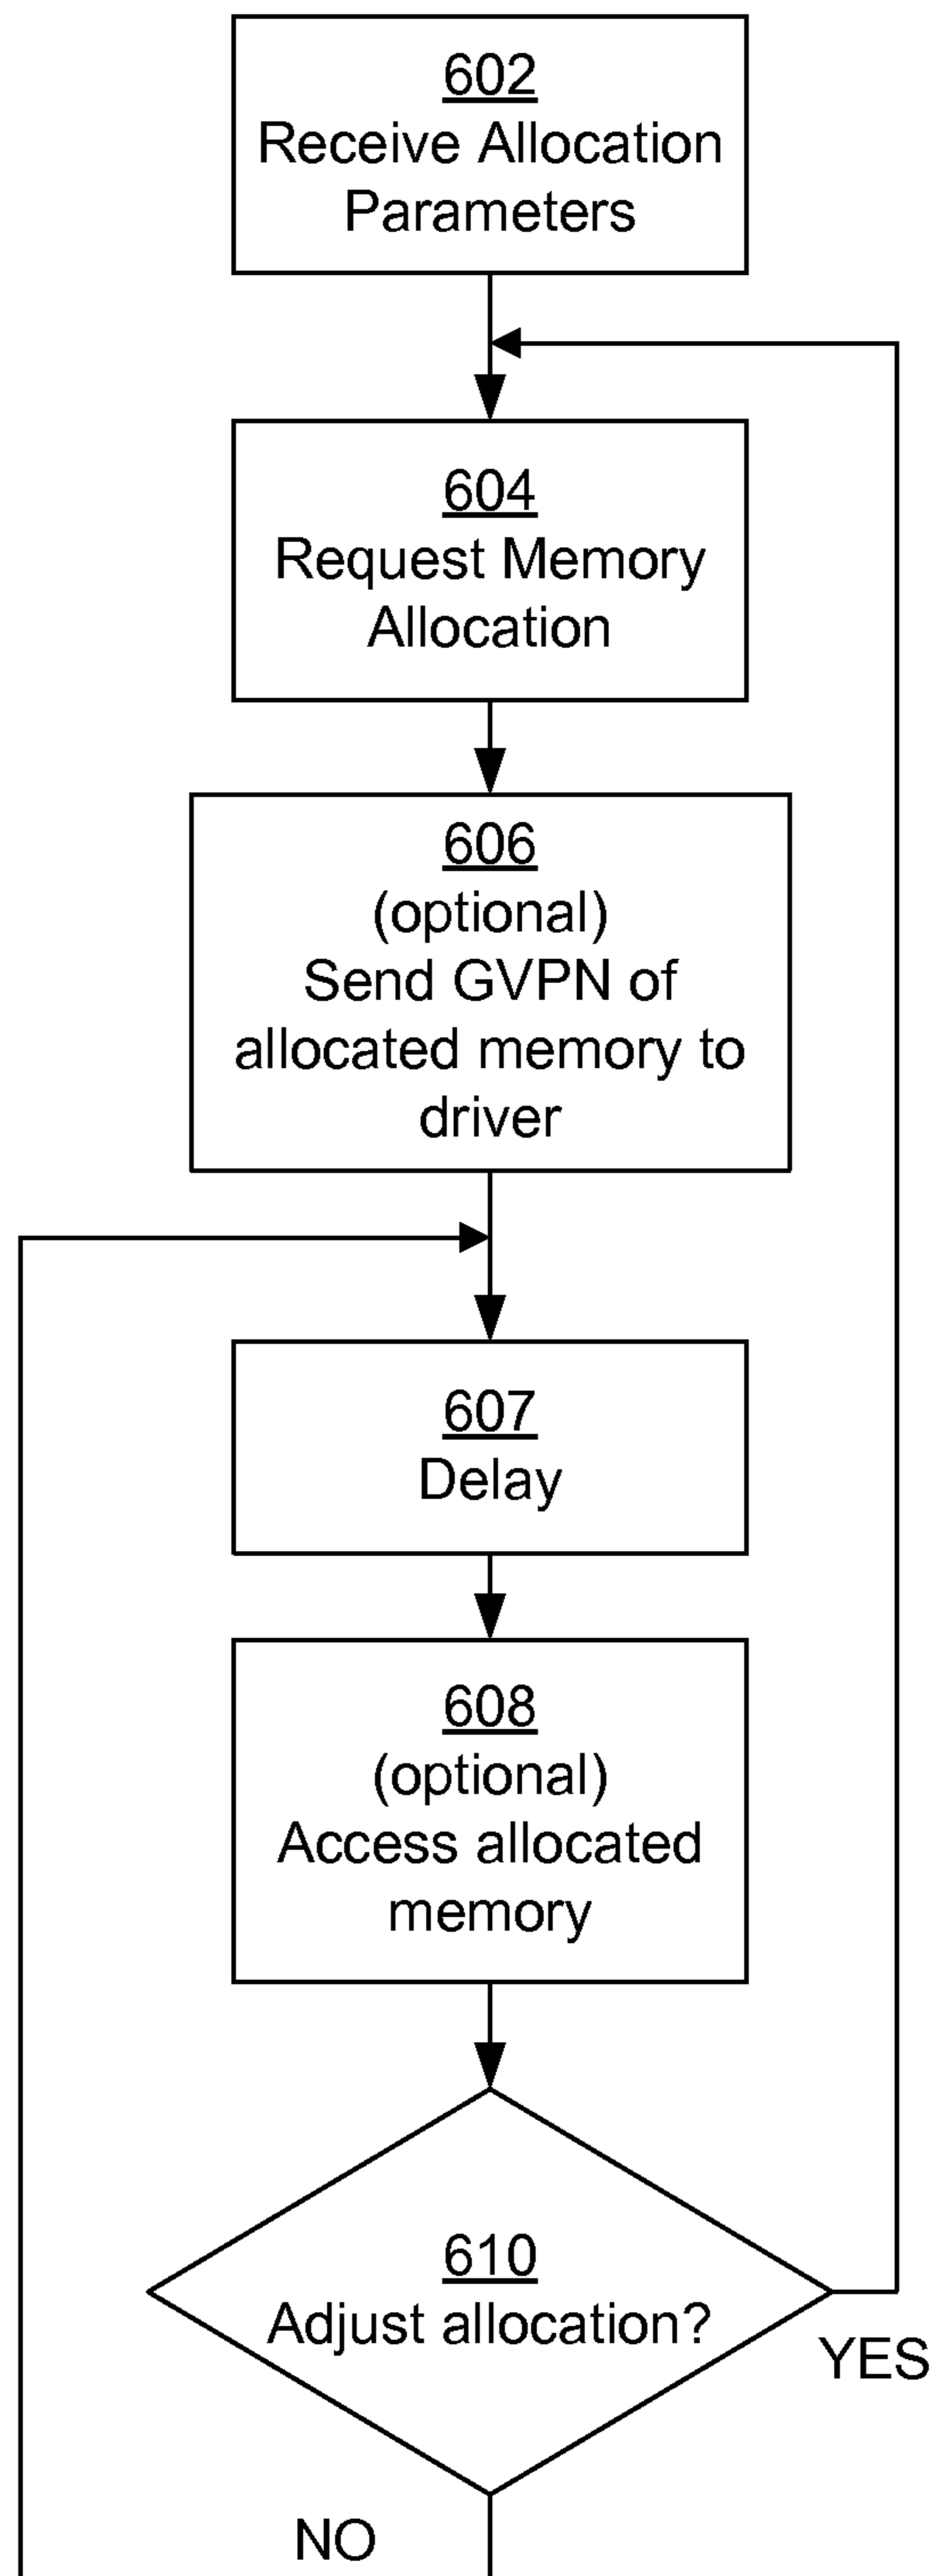 602
Receive Allocation
Parameters
604
Request Memory
Allocation
606
(optional)
Send GVPN of
allocated memory to
driver
607
Delay
608
(optional)
Access allocated
memory
610
Adjust allocation?
YES
NO